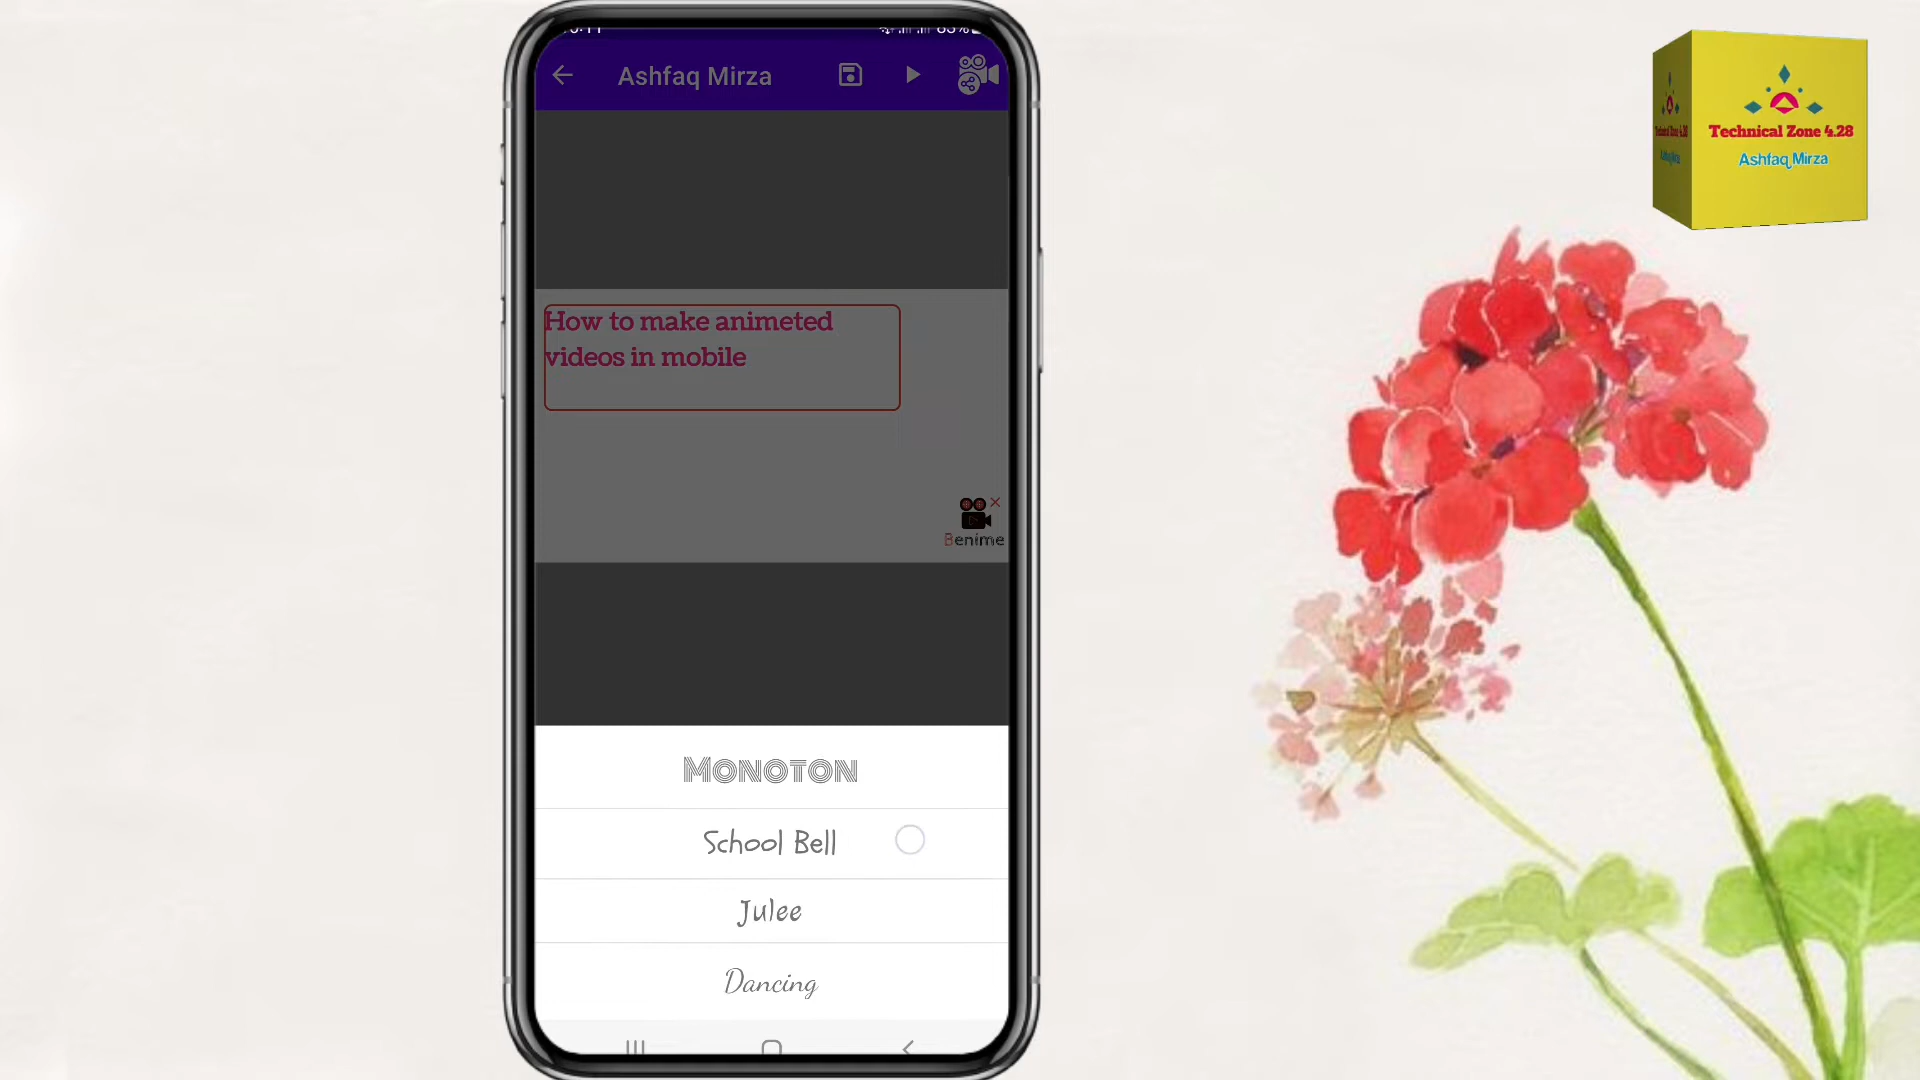 Ashfaq Mirza
How to make animeted
videos in mobile
Benime
MONOTON
School Bell
Julee
Dancing
Technical Zone 4.28
Ashfaq Mirza